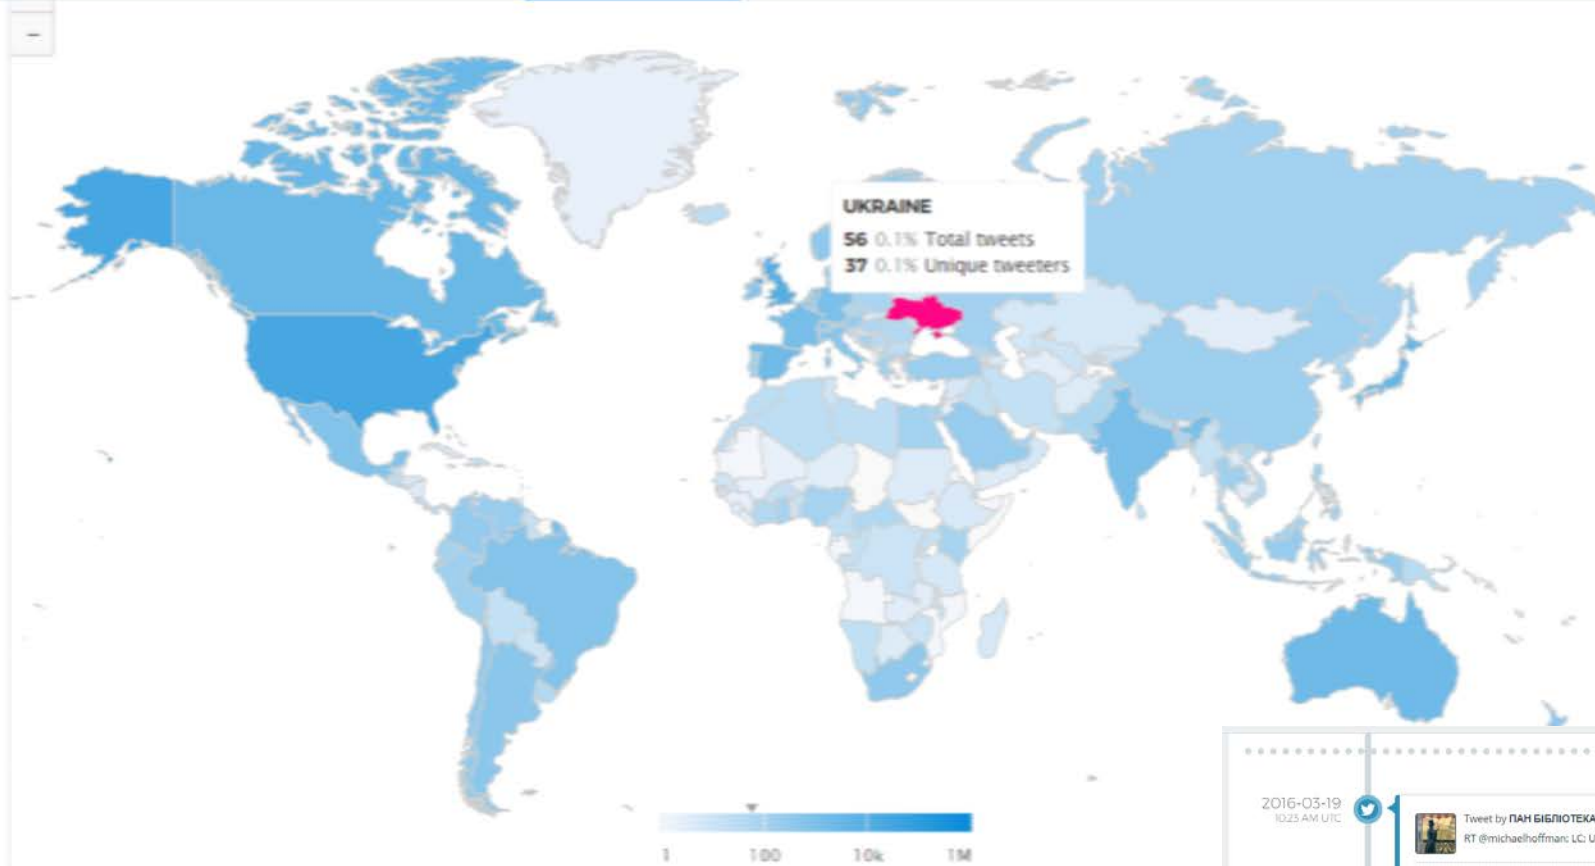 −
UKRAINE
56 0.1% Total tweets
37 0.1% Unique tweeters
1 100 10k 1M
2016-03-19
10:23 AM UTC
Tweet by ПАН БІБЛІОТЕКА
RT @michaelhoffman: LC: U